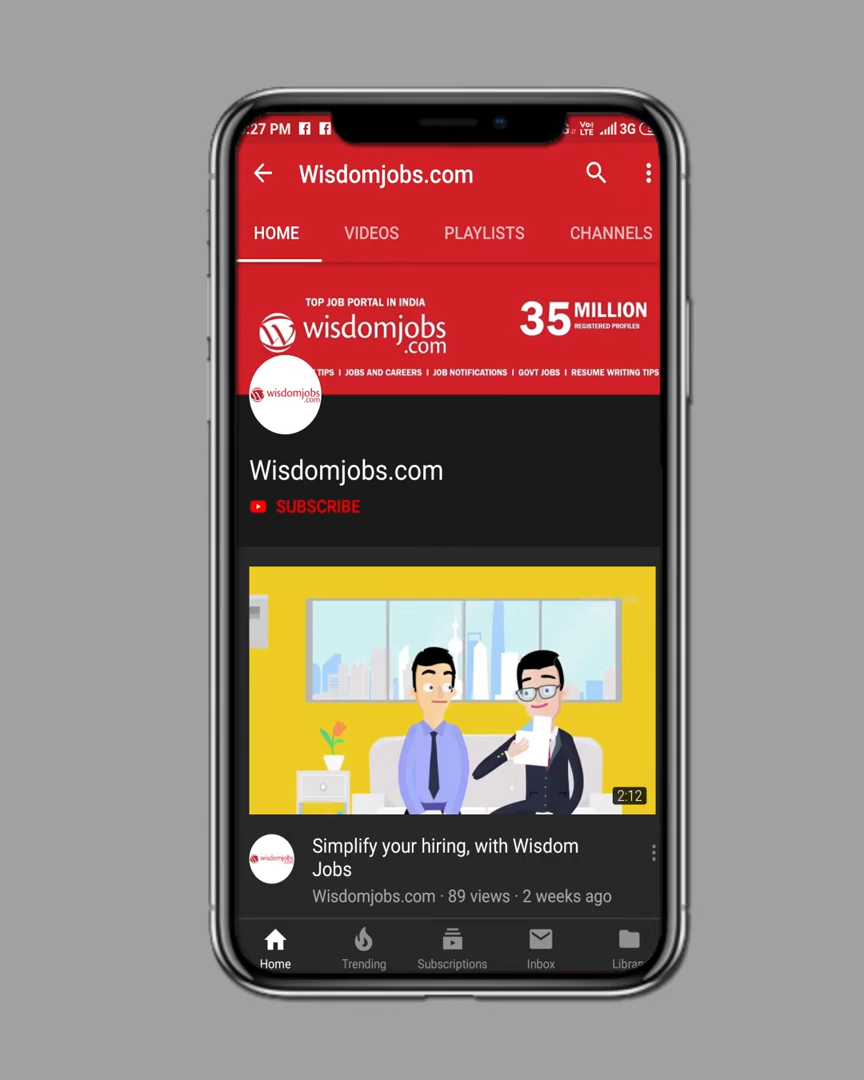 :27 PM
Vo)
LTE
3G
Wisdomjobs.com
HOME VIDEOS PLAYLISTS CHANNELS
TOP JOB PORTAL IN INDIA
wisdomjobs
.com
35 MILLION
REGISTERED PROFILES
TIPS I JOBS AND CAREERS I JOB NOTIFICATIONS I GOVT JOBS I RESUME WRITING TIPS
wisdomjobs
.com
Wisdomjobs.com
SUBSCRIBE
2:12
Simplify your hiring, with Wisdom
Jobs
wisdomjobs
.com
Wisdomjobs.com · 89 views · 2 weeks ago
Home Trending Subscriptions Inbox Librar